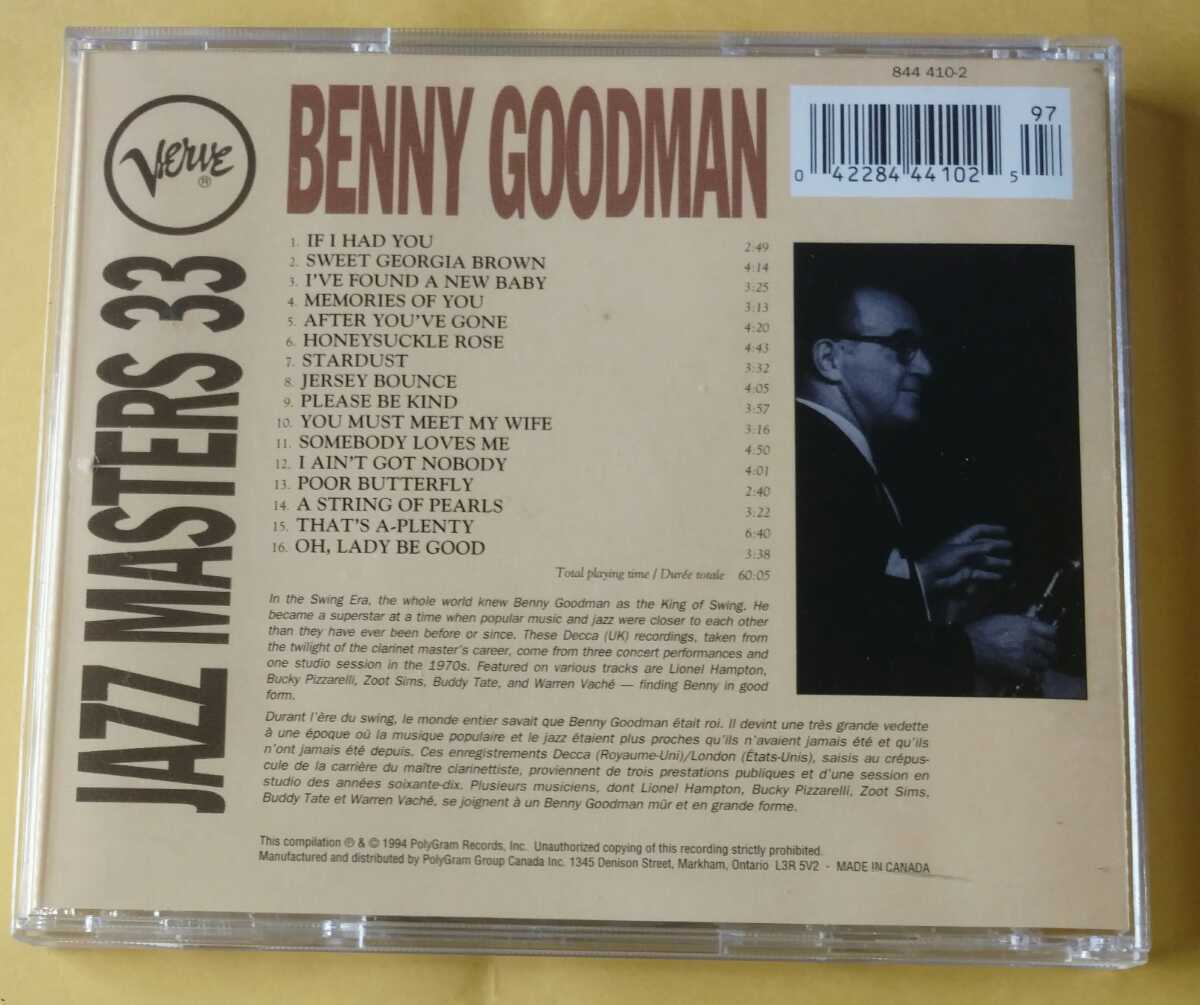 844 410-2
Verve®
BENNY GOODMAN
97
0 42284 44102 5
JAZZ MASTERS 33
1. IF I HAD YOU 2:49
2. SWEET GEORGIA BROWN 4:14
3. I'VE FOUND A NEW BABY 3:25
4. MEMORIES OF YOU 3:13
5. AFTER YOU'VE GONE 4:20
6. HONEYSUCKLE ROSE 4:43
7. STARDUST 3:32
8. JERSEY BOUNCE 4:05
9. PLEASE BE KIND 3:57
10. YOU MUST MEET MY WIFE 3:16
11. SOMEBODY LOVES ME 4:50
12. I AIN'T GOT NOBODY 4:01
13. POOR BUTTERFLY 2:40
14. A STRING OF PEARLS 3:22
15. THAT'S A-PLENTY 6:40
16. OH, LADY BE GOOD 3:38
Total playing time / Durée totale 60:05
In the Swing Era, the whole world knew Benny Goodman as the King of Swing. He
became a superstar at a time when popular music and jazz were closer to each other
than they have ever been before or since. These Decca (UK) recordings, taken from
the twilight of the clarinet master's career, come from three concert performances and
one studio session in the 1970s. Featured on various tracks are Lionel Hampton,
Bucky Pizzarelli, Zoot Sims, Buddy Tate, and Warren Vaché — finding Benny in good
form.
Durant l'ère du swing, le monde entier savait que Benny Goodman était roi. Il devint une très grande vedette
à une époque où la musique populaire et le jazz étaient plus proches qu'ils n'avaient jamais été et qu'ils
n'ont jamais été depuis. Ces enregistrements Decca (Royaume-Uni)/London (États-Unis), saisis au crépus-
cule de la carrière du maître clarinettiste, proviennent de trois prestations publiques et d'une session en
studio des années soixante-dix. Plusieurs musiciens, dont Lionel Hampton, Bucky Pizzarelli, Zoot Sims,
Buddy Tate et Warren Vaché, se joignent à un Benny Goodman mûr et en grande forme.
This compilation ℗ & © 1994 PolyGram Records, Inc. Unauthorized copying of this recording strictly prohibited.
Manufactured and distributed by PolyGram Group Canada Inc. 1345 Denison Street, Markham, Ontario L3R 5V2 - MADE IN CANADA